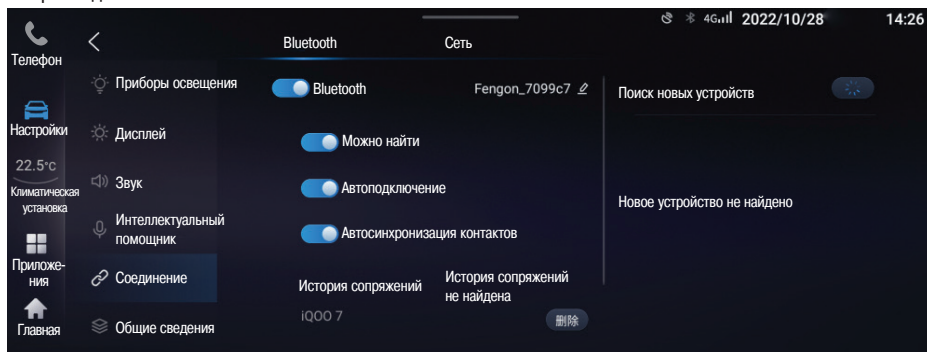 4G 2022/10/28 14:26
Телефон
Bluetooth Сеть
Приборы освещения
Bluetooth Fengon_7099c7
Поиск новых устройств
Настройки
Дисплей
Можно найти
22.5°C
Климатическая
установка
Звук
Автоподключение
Новое устройство не найдено
Интеллектуальный
помощник
Автосинхронизация контактов
Приложе-
ния
Соединение
История сопряжений
История сопряжений
не найдена
iQOO 7 删除
Главная
Общие сведения